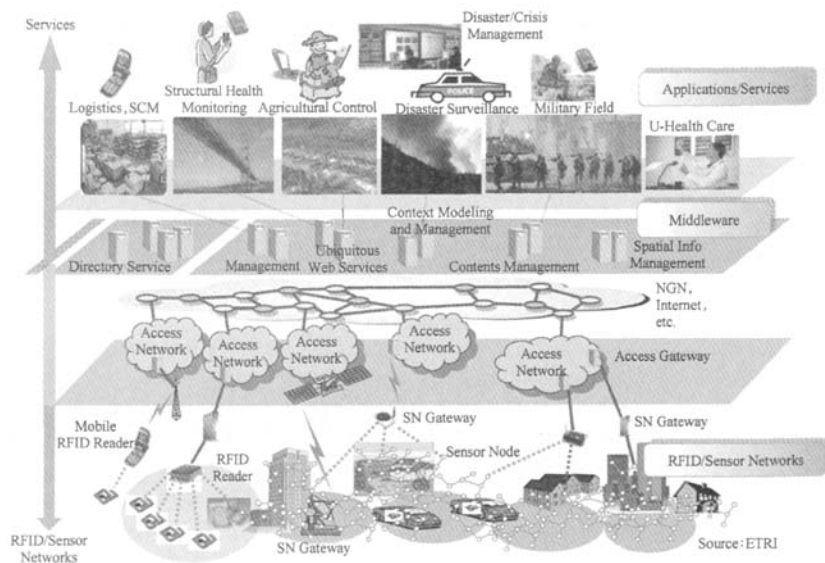 Services
Disaster/Crisis
Management
Structural Health
Monitoring
Logistics, SCM
Agricultural Control
Disaster Surveillance
Military Field
Applications/Services
U-Health Care
Context Modeling
and Management
Middleware
Directory Service
Management
Ubiquitous
Web Services
Contents Management
Spatial Info
Management
NGN,
Internet,
etc.
Access
Network
Access
Network
Access
Network
Access
Network
Access
Network
Access Gateway
Mobile
RFID Reader
SN Gateway
SN Gateway
RFID
Reader
Sensor Node
RFID/Sensor Networks
SN Gateway
RFID/Sensor
Networks
Source: ETRI
POLICE